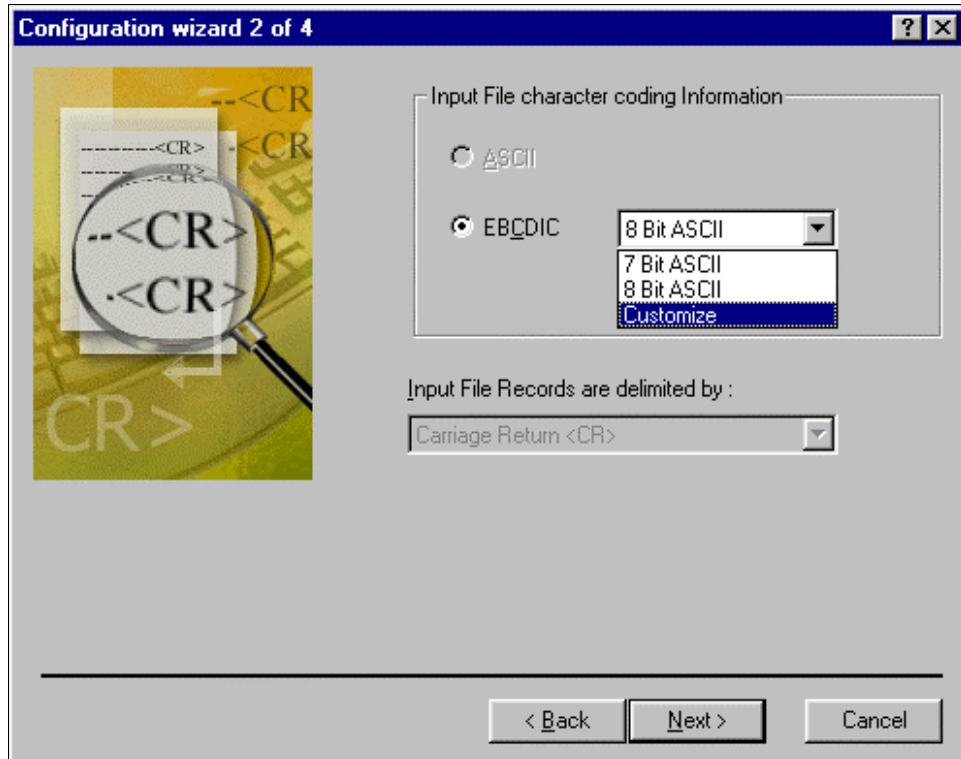 Configuration wizard 2 of 4
--<CR
-<CR
---------<CR>
--<CR>
.<CR>
CR>
Input File character coding Information
ASCII
EBCDIC
8 Bit ASCII
7 Bit ASCII
8 Bit ASCII
Customize
Input File Records are delimited by :
Carriage Return <CR>
< Back
Next >
Cancel